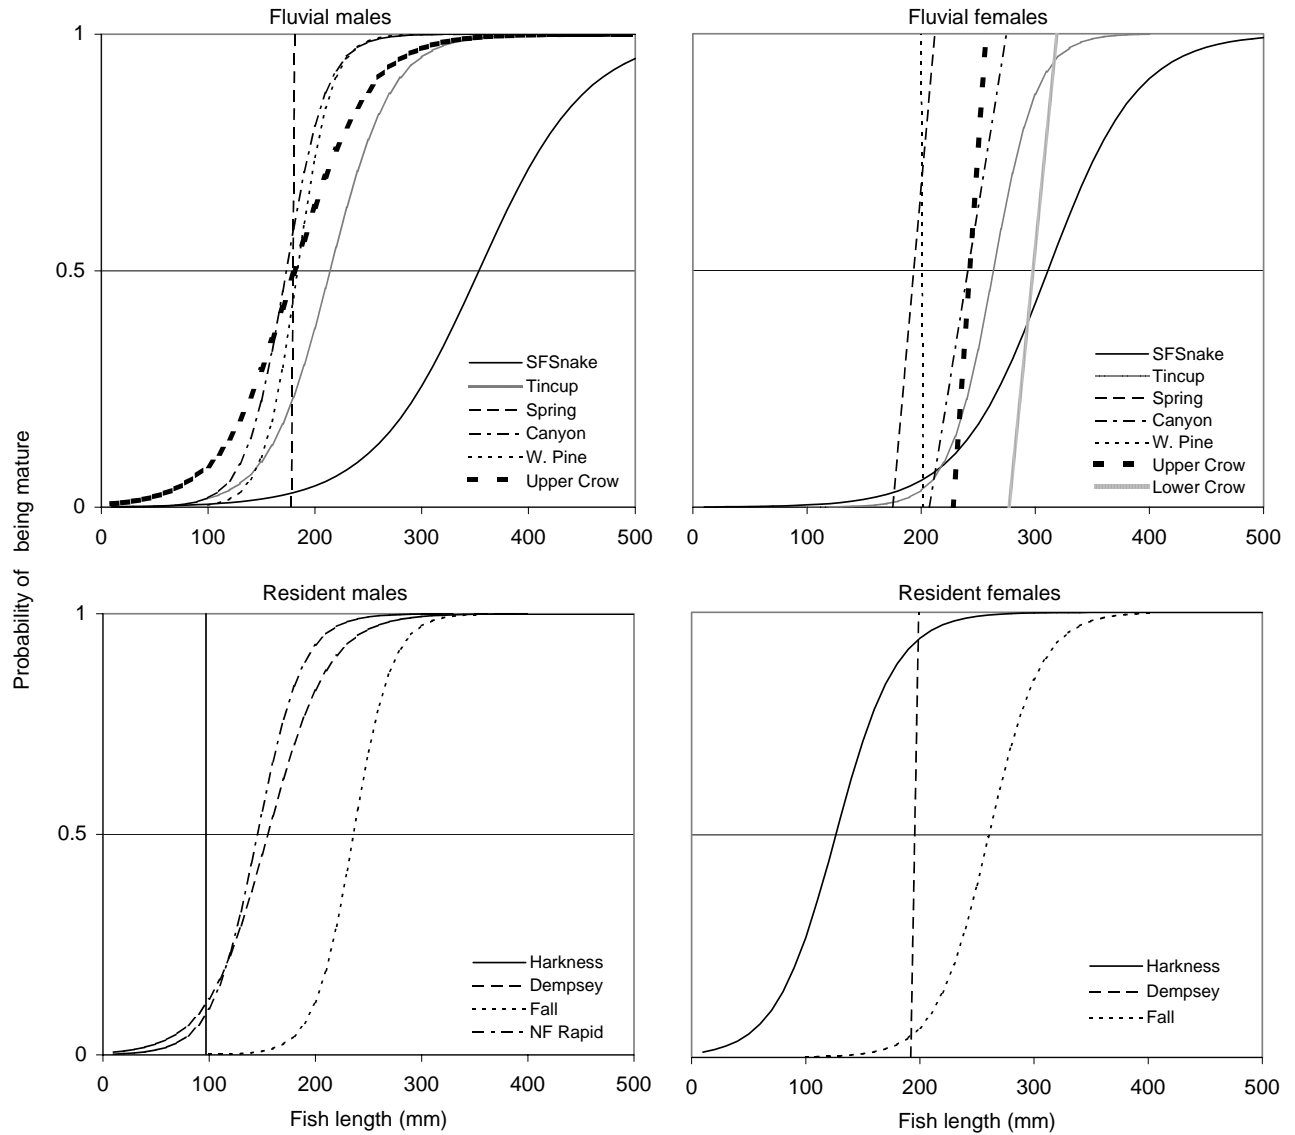 Fluvial males
Fluvial females
1
0.5
0
0 100 200 300 400 500
0 100 200 300 400 500
SFSnake
Tincup
Spring
Canyon
W. Pine
Upper Crow
SFSnake
Tincup
Spring
Canyon
W. Pine
Upper Crow
Lower Crow
Probability of being mature
Resident males
Resident females
1
0.5
0
Harkness
Dempsey
Fall
NF Rapid
Harkness
Dempsey
Fall
0 100 200 300 400 500
0 100 200 300 400 500
Fish length (mm)
Fish length (mm)